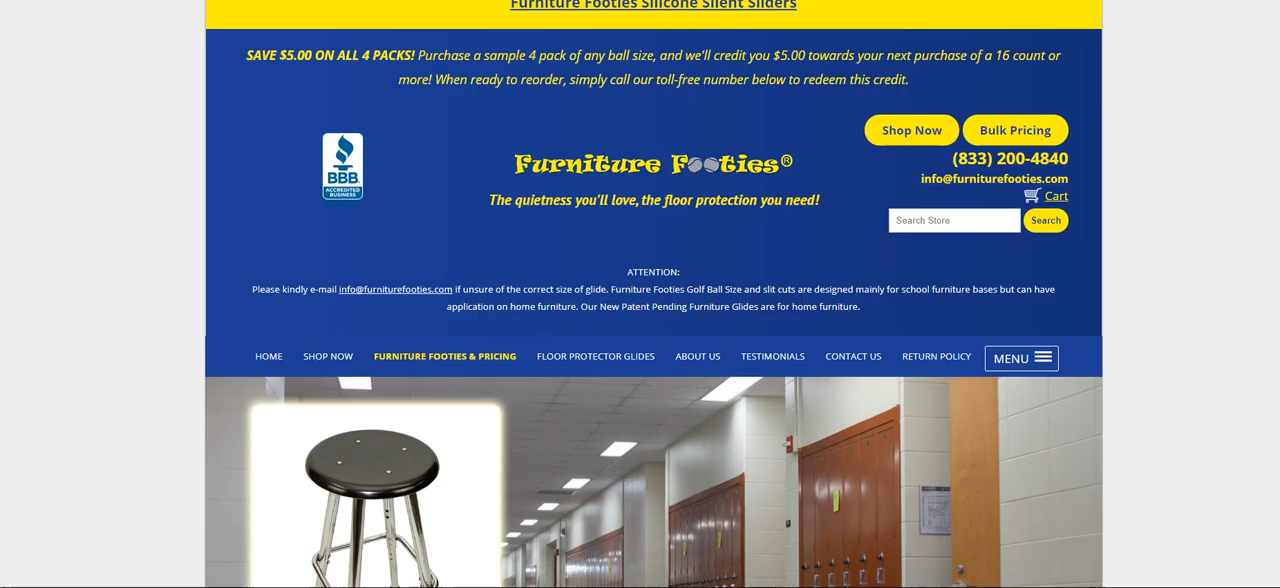 Furniture Footies Silicone Silent Sliders
SAVE $5.00 ON ALL 4 PACKS! Purchase a sample 4 pack of any ball size, and we'll credit you $5.00 towards your next purchase of a 16 count or
more! When ready to reorder, simply call our toll-free number below to redeem this credit.
Shop Now Bulk Pricing
BBB
ACCREDITED
BUSINESS
Furniture Footies®
The quietness you'll love, the floor protection you need!
(833) 200-4840
info@furniturefooties.com
Cart
Search Store Search
ATTENTION:
Please kindly e-mail info@furniturefooties.com if unsure of the correct size of glide. Furniture Footies Golf Ball Size and slit cuts are designed mainly for school furniture bases but can have
application on home furniture. Our New Patent Pending Furniture Glides are for home furniture.
HOME SHOP NOW FURNITURE FOOTIES & PRICING FLOOR PROTECTOR GLIDES ABOUT US TESTIMONIALS CONTACT US RETURN POLICY MENU